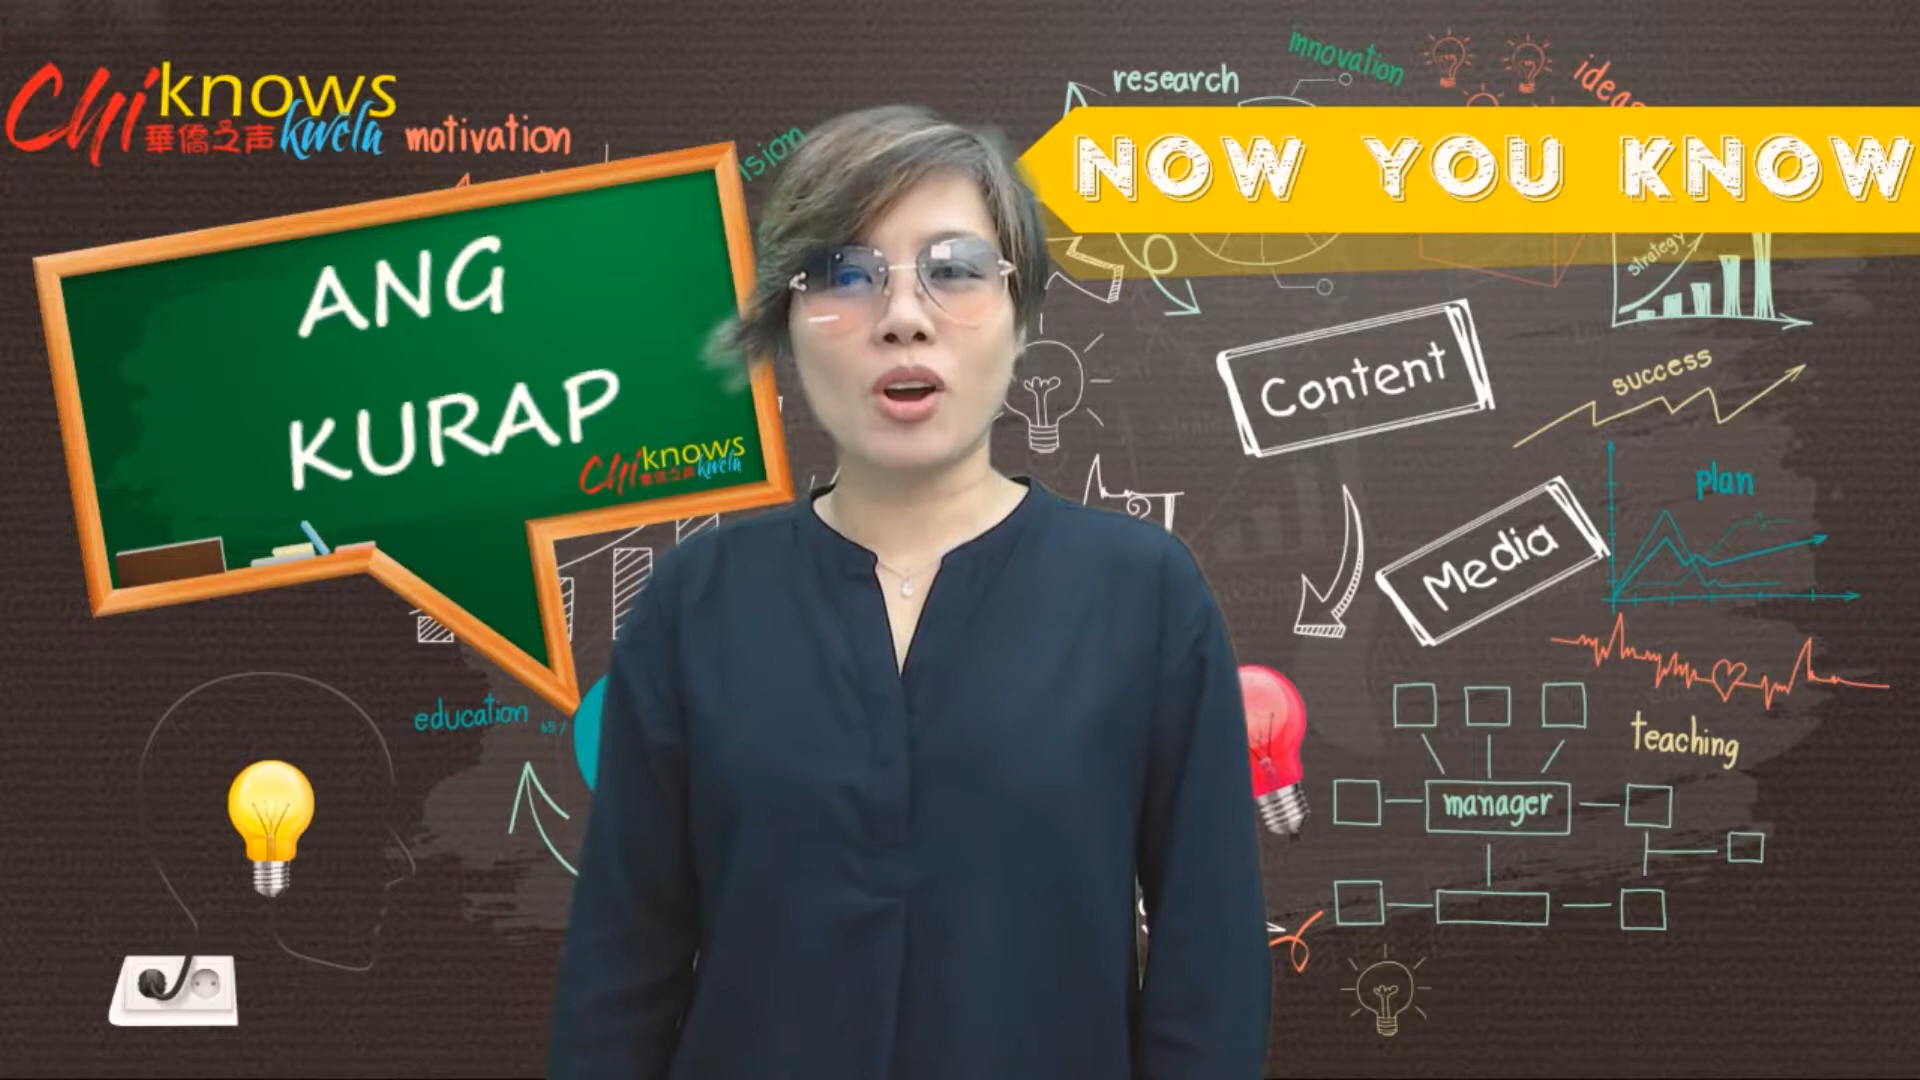 Chi knows
華僑之声 kwela
motivation
research
innovation
ideas
NOW YOU KNOW
ANG
KURAP
Chi knows
華僑之声 kwela
strategy
Content
success
plan
Media
education
teaching
manager